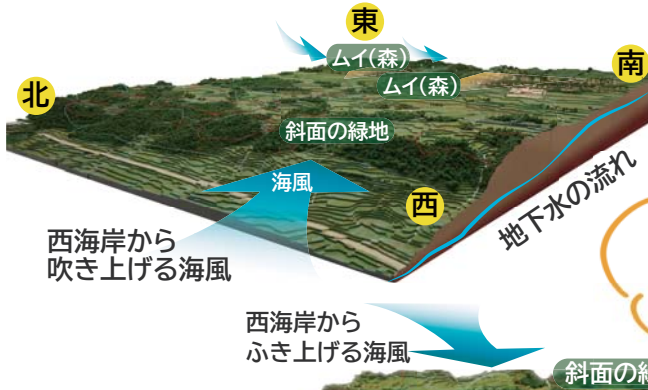 東
ムイ(森)
ムイ(森)
南
北
斜面の緑地
海風
西
地下水の流れ
西海岸から
吹き上げる海風
西海岸から
ふき上げる海風
斜面の緑